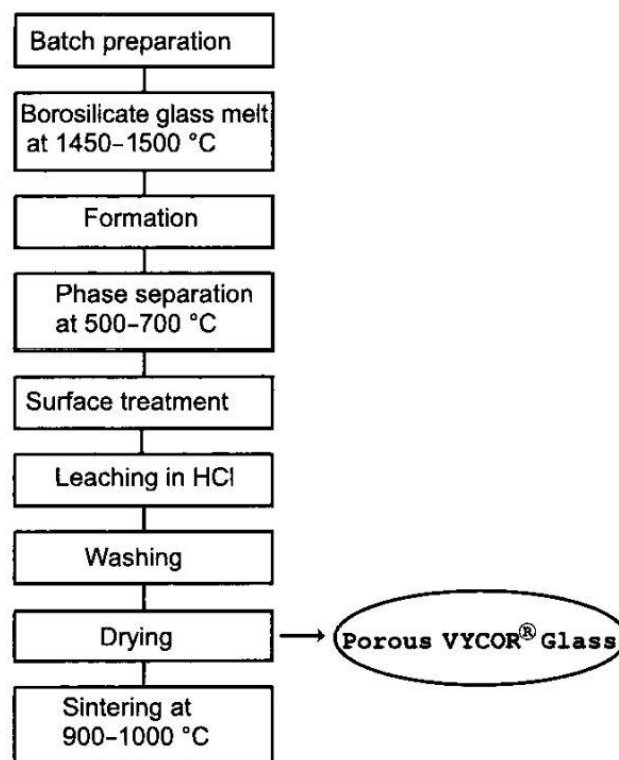 Batch preparation
Borosilicate glass melt
at 1450–1500 °C
Formation
Phase separation
at 500–700 °C
Surface treatment
Leaching in HCl
Washing
Drying
Porous VYCOR® Glass
Sintering at
900–1000 °C